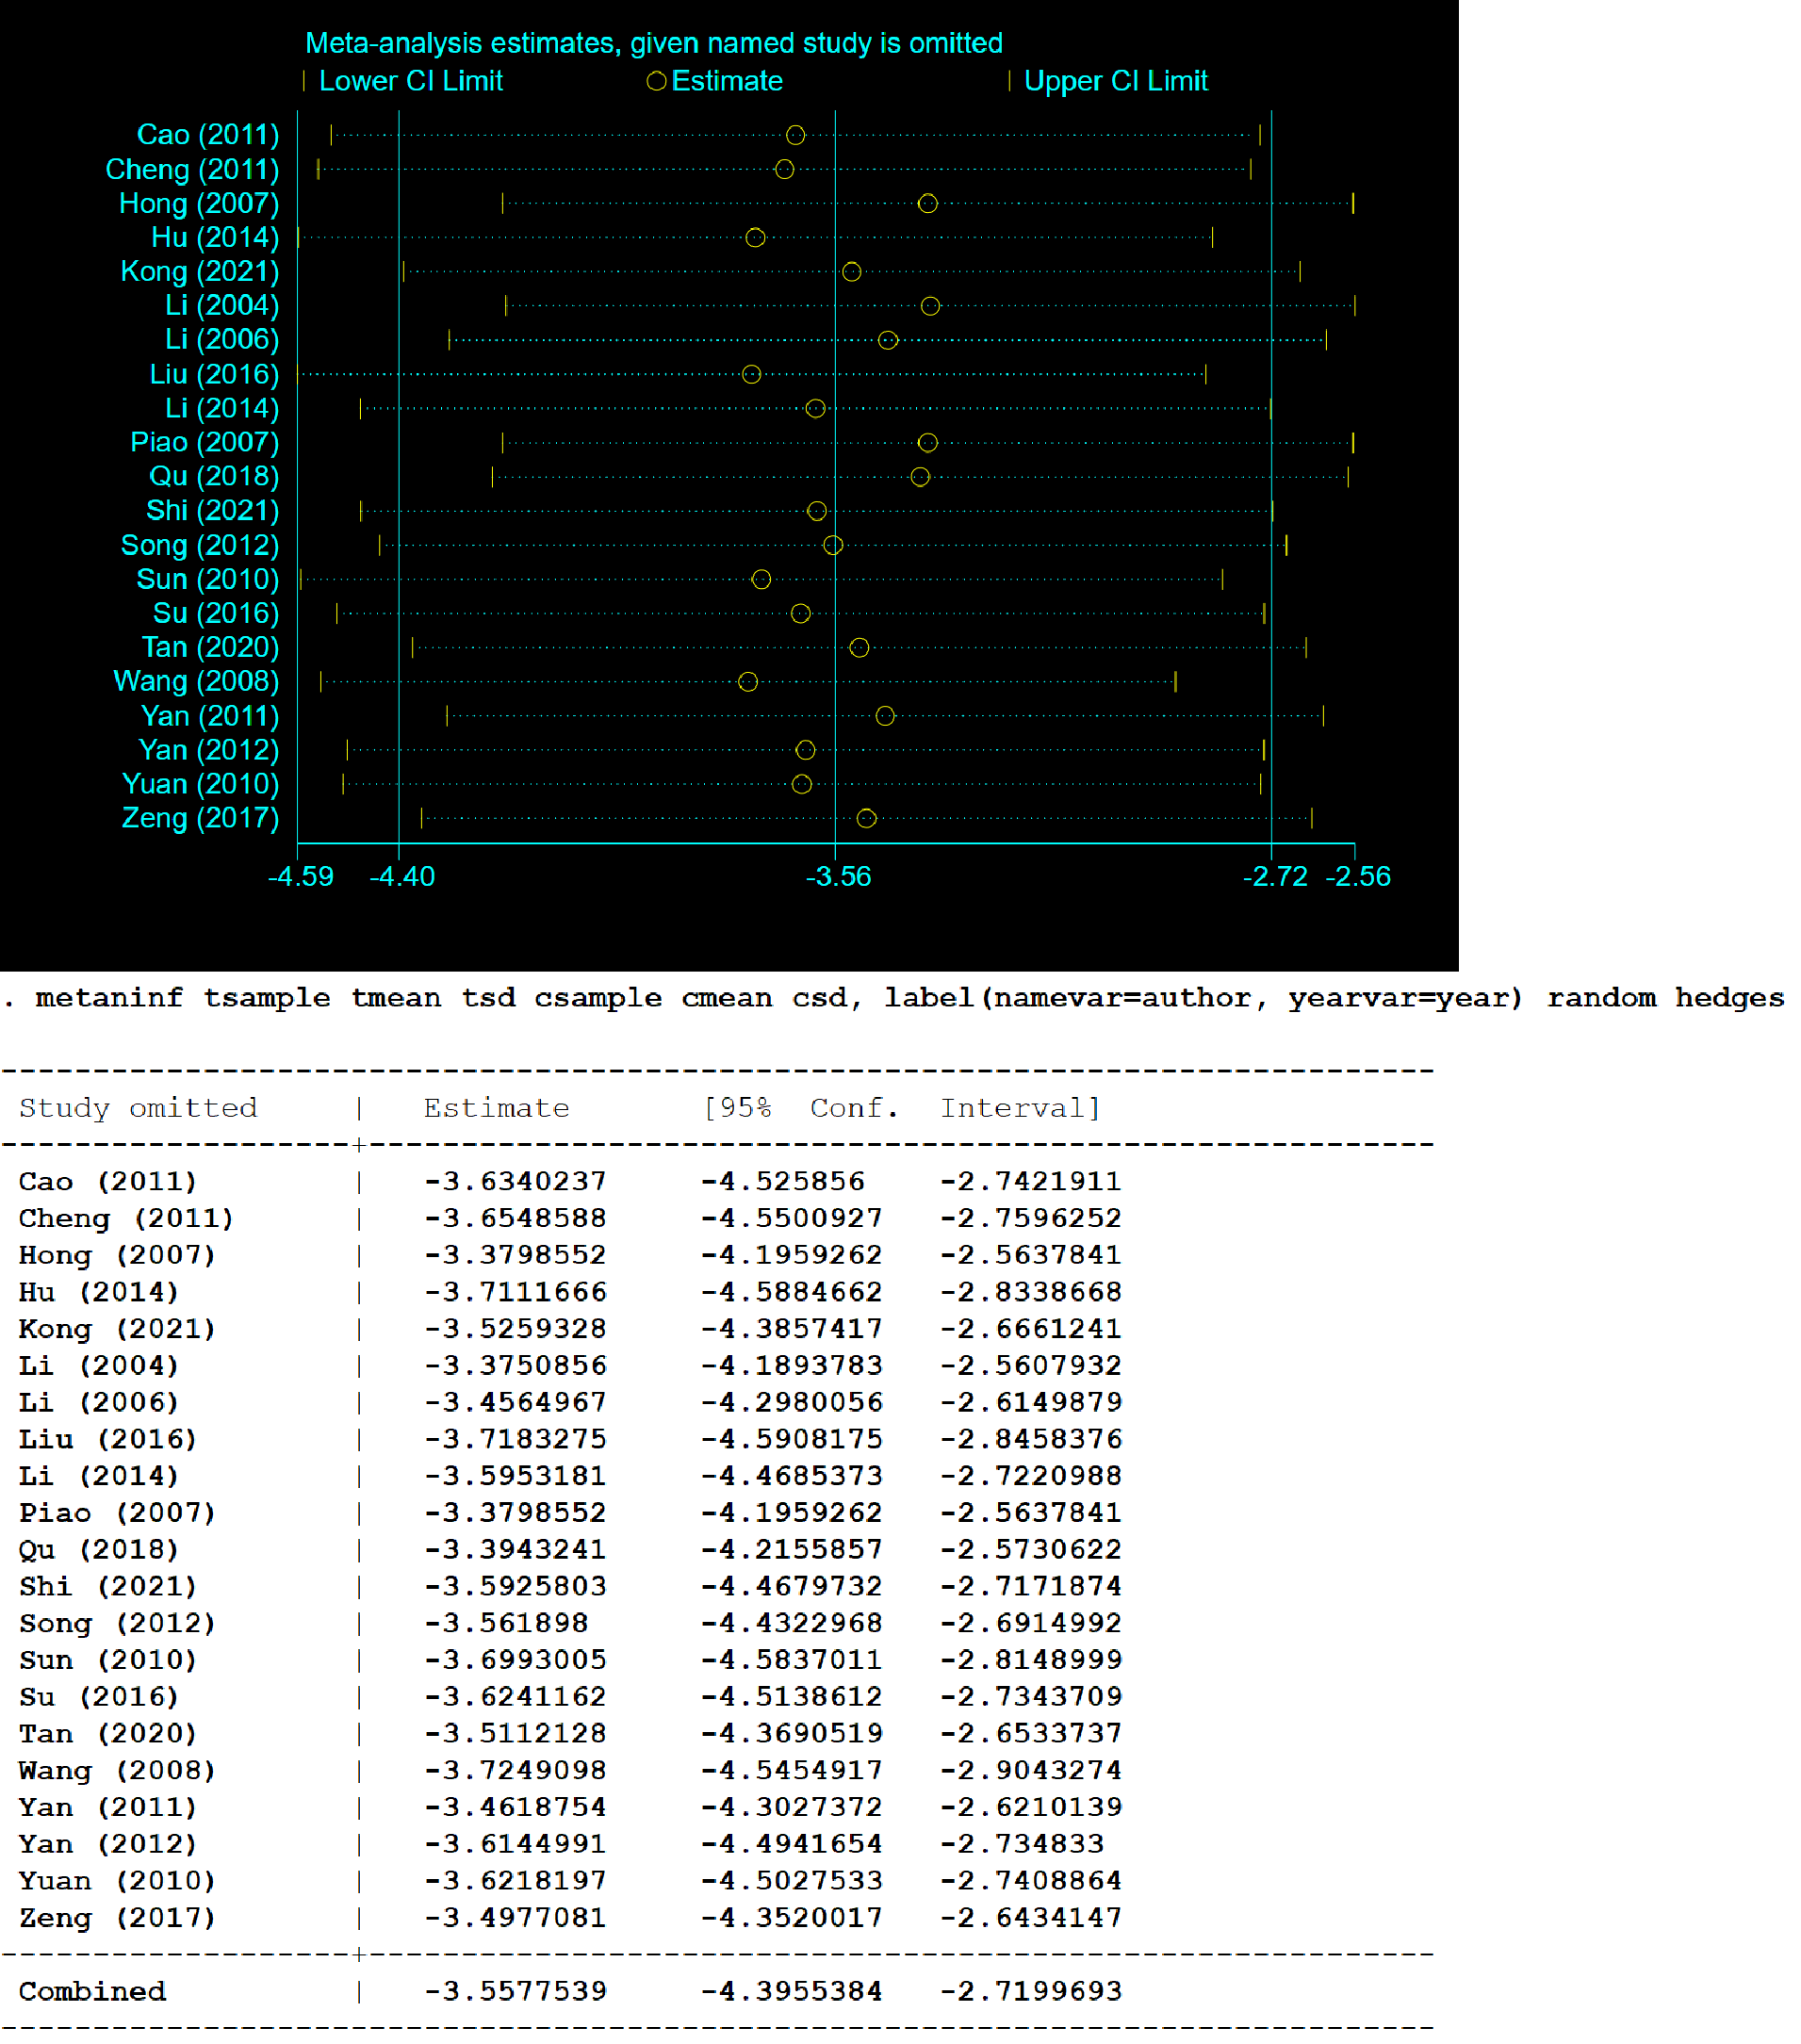 Meta-analysis estimates, given named study is omitted
| Lower CI Limit ○ Estimate | Upper CI Limit
Cao (2011)
Cheng (2011)
Hong (2007)
Hu (2014)
Kong (2021)
Li (2004)
Li (2006)
Liu (2016)
Li (2014)
Piao (2007)
Qu (2018)
Shi (2021)
Song (2012)
Sun (2010)
Su (2016)
Tan (2020)
Wang (2008)
Yan (2011)
Yan (2012)
Yuan (2010)
Zeng (2017)
-4.59 -4.40 -3.56 -2.72 -2.56
. metaninf tsample tmean tsd csample cmean csd, label(namevar=author, yearvar=year) random hedges
Study omitted | Estimate [95% Conf. Interval]
Cao (2011) | -3.6340237 -4.525856 -2.7421911
Cheng (2011) | -3.6548588 -4.5500927 -2.7596252
Hong (2007) | -3.3798552 -4.1959262 -2.5637841
Hu (2014) | -3.7111666 -4.5884662 -2.8338668
Kong (2021) | -3.5259328 -4.3857417 -2.6661241
Li (2004) | -3.3750856 -4.1893783 -2.5607932
Li (2006) | -3.4564967 -4.2980056 -2.6149879
Liu (2016) | -3.7183275 -4.5908175 -2.8458376
Li (2014) | -3.5953181 -4.4685373 -2.7220988
Piao (2007) | -3.3798552 -4.1959262 -2.5637841
Qu (2018) | -3.3943241 -4.2155857 -2.5730622
Shi (2021) | -3.5925803 -4.4679732 -2.7171874
Song (2012) | -3.561898 -4.4322968 -2.6914992
Sun (2010) | -3.6993005 -4.5837011 -2.8148999
Su (2016) | -3.6241162 -4.5138612 -2.7343709
Tan (2020) | -3.5112128 -4.3690519 -2.6533737
Wang (2008) | -3.7249098 -4.5454917 -2.9043274
Yan (2011) | -3.4618754 -4.3027372 -2.6210139
Yan (2012) | -3.6144991 -4.4941654 -2.734833
Yuan (2010) | -3.6218197 -4.5027533 -2.7408864
Zeng (2017) | -3.4977081 -4.3520017 -2.6434147
Combined | -3.5577539 -4.3955384 -2.7199693